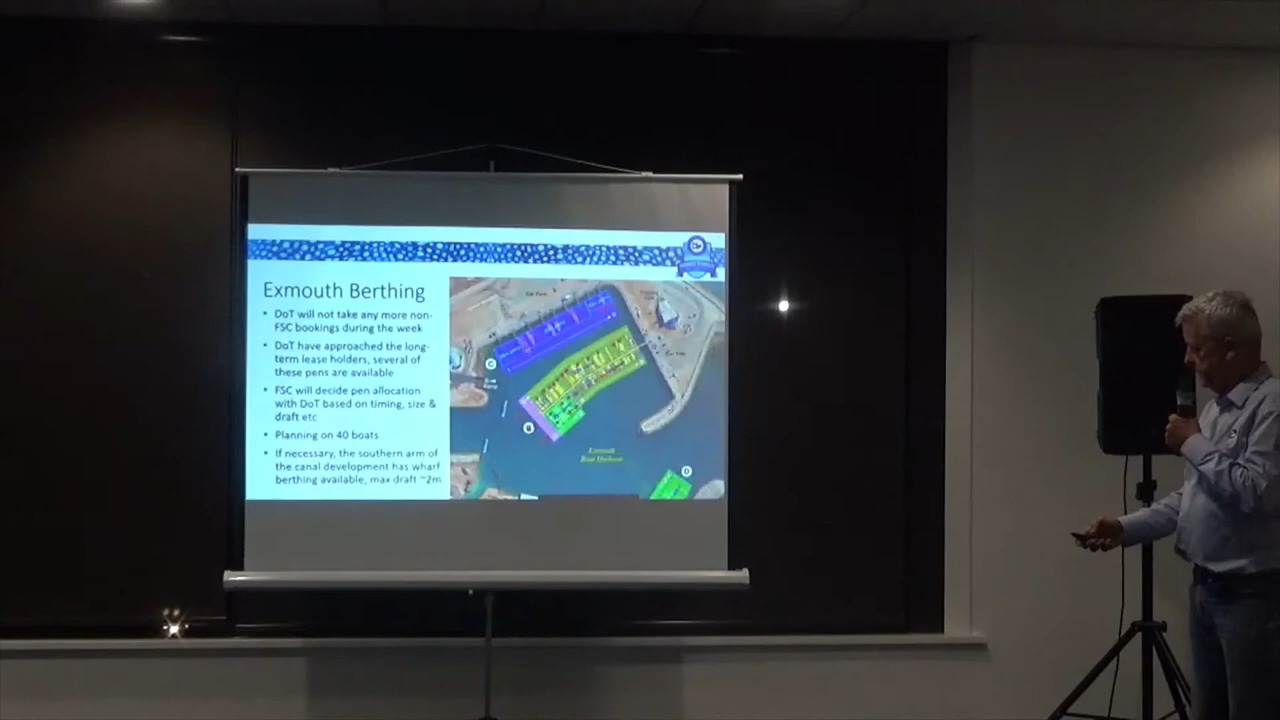 Exmouth Berthing
• DoT will not take any more non-
FSC bookings during the week
• DoT have approached the long-
term lease holders, several of
these pens are available
• FSC will decide pen allocation
with DoT based on timing, size &
draft etc
• Planning on 40 boats
• If necessary, the southern arm of
the canal development has wharf
berthing available, max draft ~2m
C
B
Exmouth
Boat Harbour
D